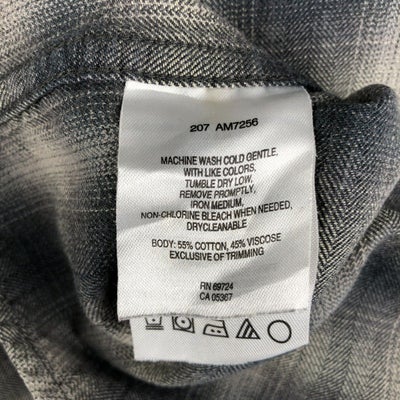 207 AM7256
MACHINE WASH COLD GENTLE,
WITH LIKE COLORS,
TUMBLE DRY LOW,
REMOVE PROMPTLY,
IRON MEDIUM,
NON-CHLORINE BLEACH WHEN NEEDED,
DRYCLEANABLE
BODY: 55% COTTON, 45% VISCOSE
EXCLUSIVE OF TRIMMING
RN 69724
CA 05367